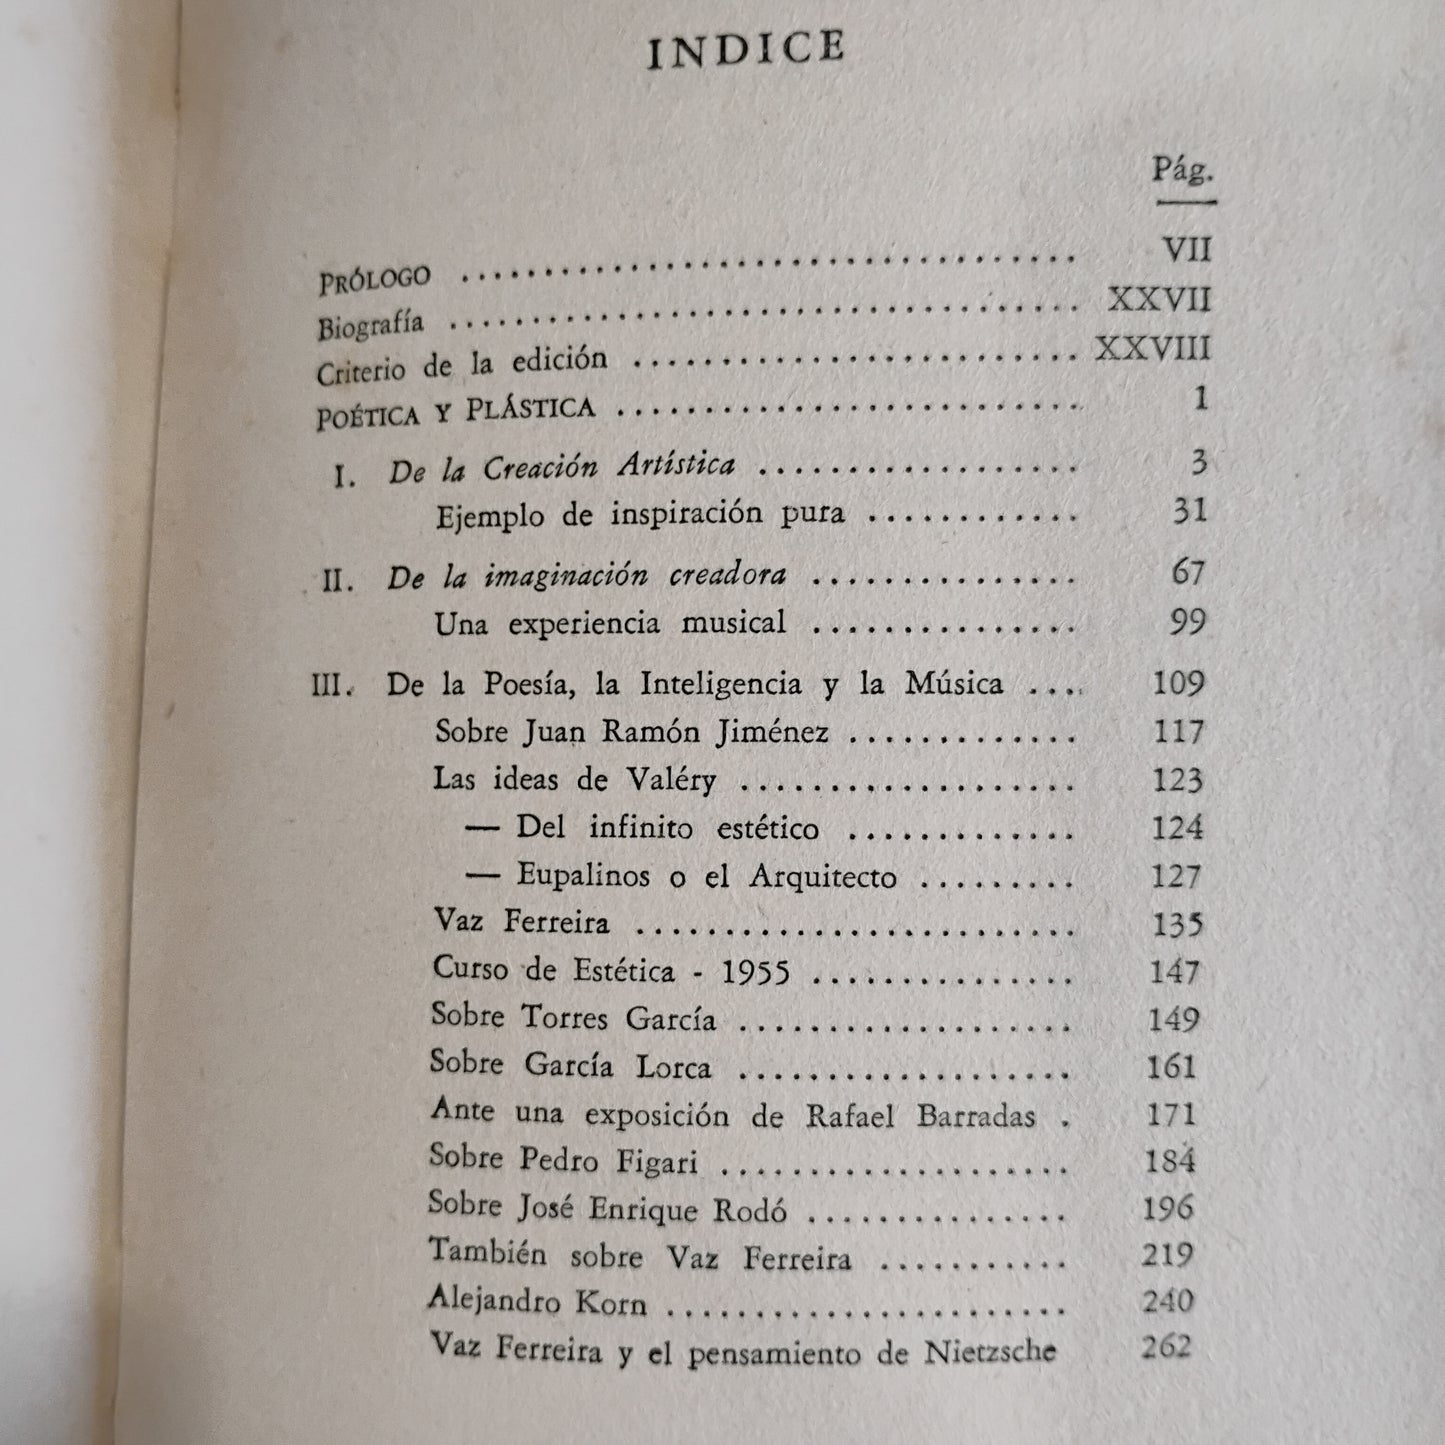 INDICE
Pág.
PRÓLOGO .................................. VII
Biografía .................................. XXVII
Criterio de la edición ......................... XXVIII
POÉTICA Y PLÁSTICA .......................... 1
I. De la Creación Artística .................. 3
Ejemplo de inspiración pura ............ 31
II. De la imaginación creadora ............... 67
Una experiencia musical ............... 99
III. De la Poesía, la Inteligencia y la Música .... 109
Sobre Juan Ramón Jiménez ............. 117
Las ideas de Valéry ................... 123
— Del infinito estético ............. 124
— Eupalinos o el Arquitecto ......... 127
Vaz Ferreira ......................... 135
Curso de Estética - 1955 ............... 147
Sobre Torres García ................... 149
Sobre García Lorca ................... 161
Ante una exposición de Rafael Barradas . 171
Sobre Pedro Figari .................... 184
Sobre José Enrique Rodó ............... 196
También sobre Vaz Ferreira ........... 219
Alejandro Korn ....................... 240
Vaz Ferreira y el pensamiento de Nietzsche 262